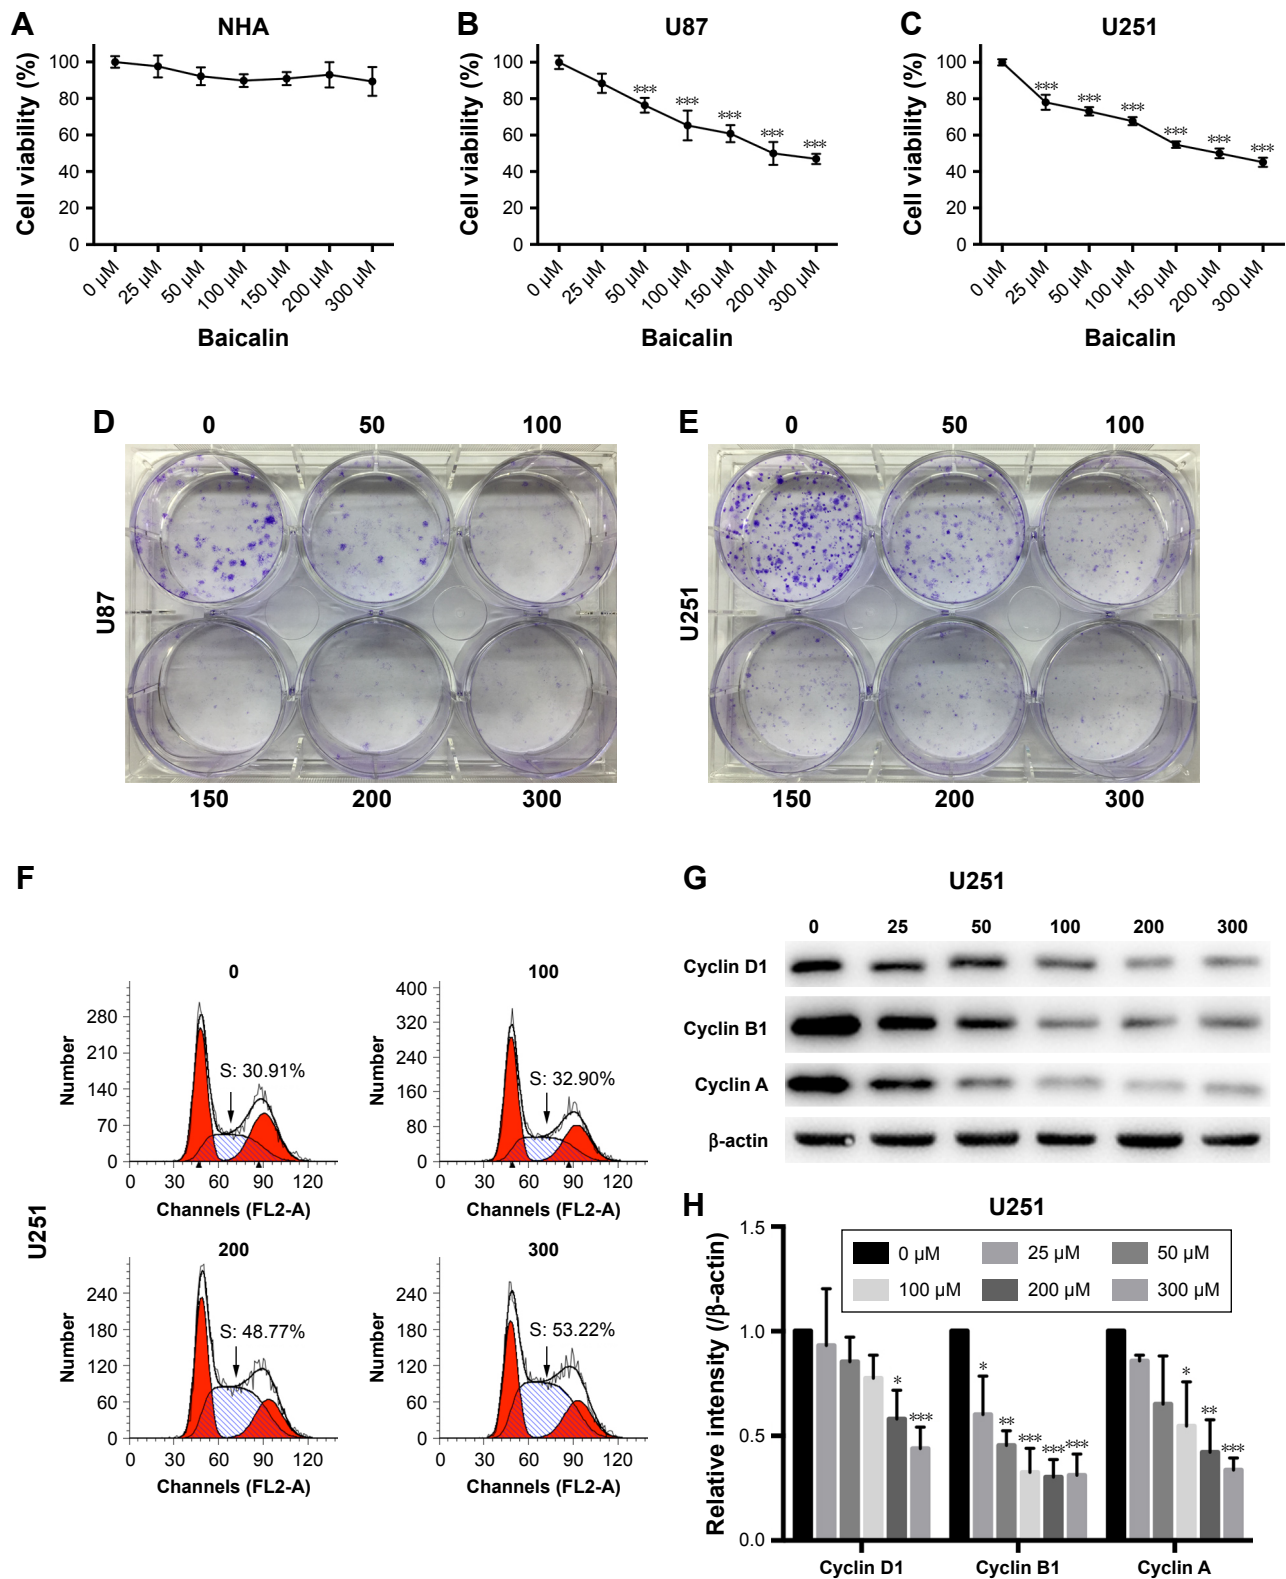 A
NHA
Cell viability (%)
100
80
60
40
20
0
0 µM
25 µM
50 µM
100 µM
150 µM
200 µM
300 µM
Baicalin
B
U87
Cell viability (%)
100
80
60
40
20
0
***
***
***
***
***
0 µM
25 µM
50 µM
100 µM
150 µM
200 µM
300 µM
Baicalin
C
U251
Cell viability (%)
100
80
60
40
20
0
***
***
***
***
***
***
0 µM
25 µM
50 µM
100 µM
150 µM
200 µM
300 µM
Baicalin
D
0 50 100
U87
150 200 300
E
0 50 100
U251
150 200 300
F
U251
0
Number
280
210
140
70
0
S: 30.91%
0 30 60 90 120
Channels (FL2-A)
100
Number
400
320
240
160
80
0
S: 32.90%
0 30 60 90 120
Channels (FL2-A)
200
Number
240
180
120
60
0
S: 48.77%
0 30 60 90 120
Channels (FL2-A)
300
Number
240
180
120
60
0
S: 53.22%
0 30 60 90 120
Channels (FL2-A)
G
U251
0 25 50 100 200 300
Cyclin D1
Cyclin B1
Cyclin A
β-actin
H
U251
Relative intensity (/β-actin)
1.5
1.0
0.5
0.0
0 µM 25 µM 50 µM
100 µM 200 µM 300 µM
* ***
* ** *** *** ***
* ** ***
Cyclin D1 Cyclin B1 Cyclin A